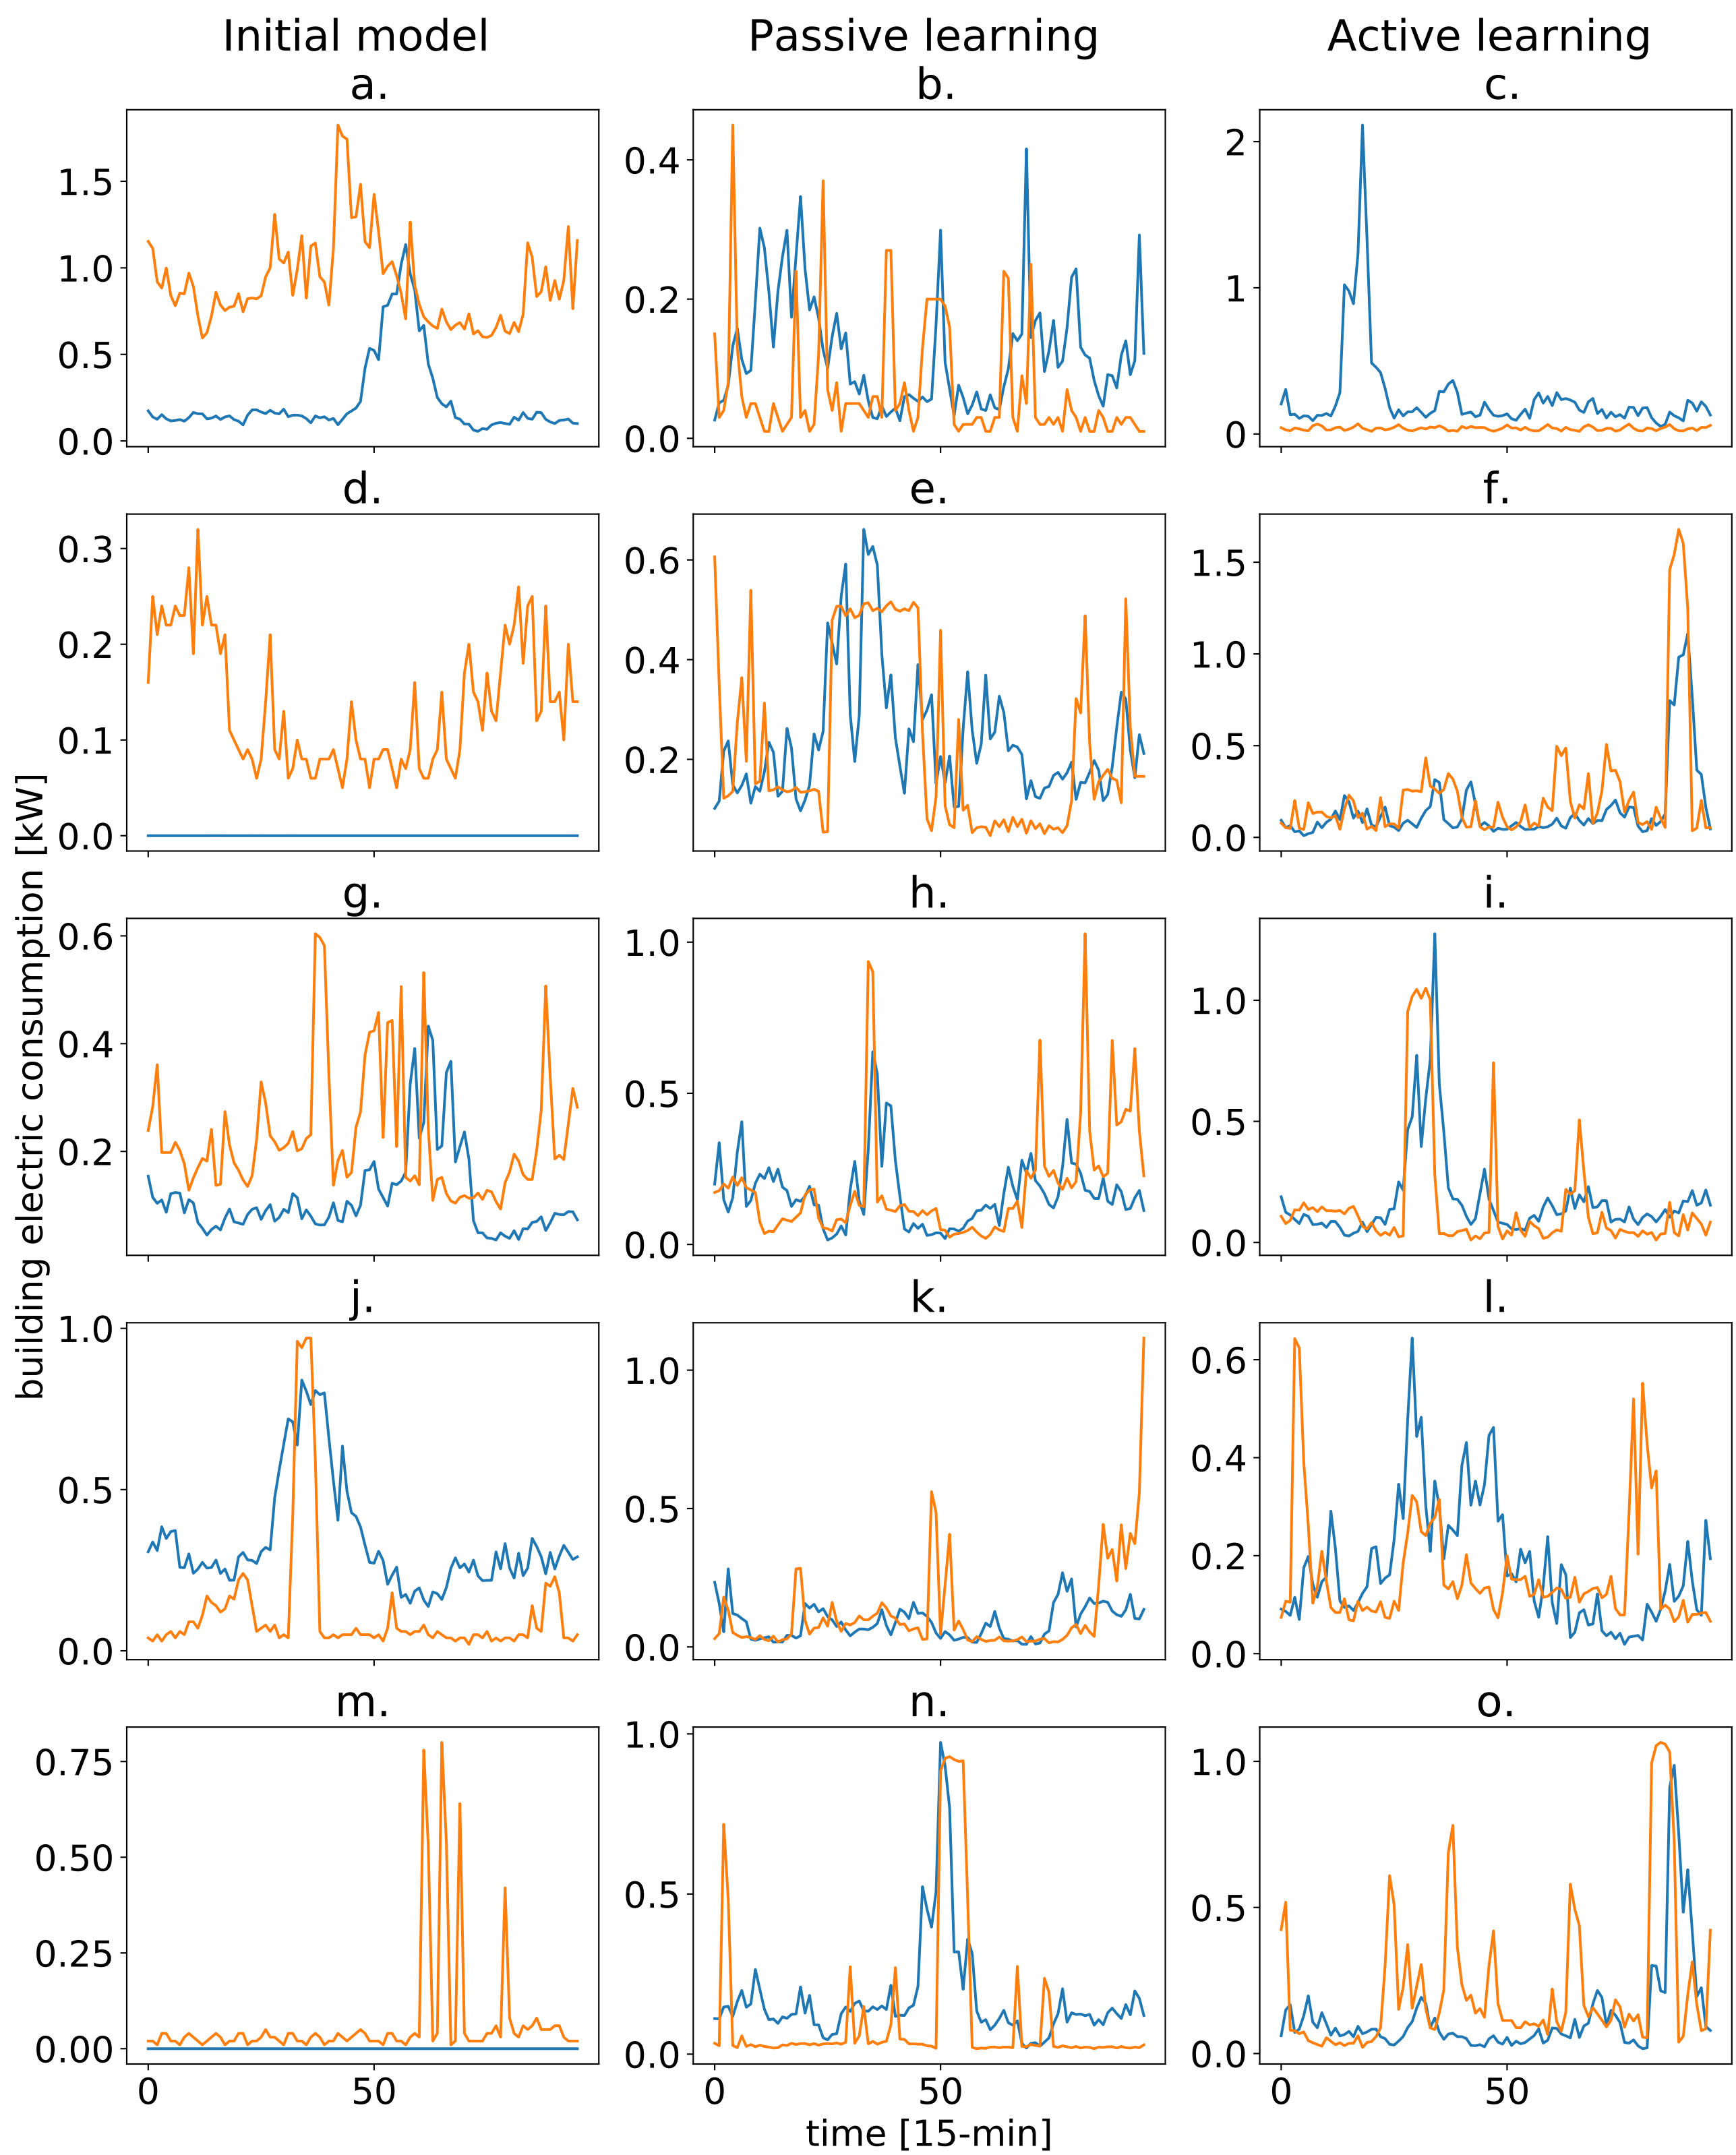 Initial model
Passive learning
Active learning
a.
b.
c.
1.5
1.0
0.5
0.0
0.4
0.2
0.0
2
1
0
d.
e.
f.
0.3
0.2
0.1
0.0
0.6
0.4
0.2
1.5
1.0
0.5
0.0
building electric consumption [kW]
g.
h.
i.
0.6
0.4
0.2
1.0
0.5
0.0
1.0
0.5
0.0
j.
k.
l.
1.0
0.5
0.0
1.0
0.5
0.0
0.6
0.4
0.2
0.0
m.
n.
o.
0.75
0.50
0.25
0.00
1.0
0.5
0.0
1.0
0.5
0.0
0 50
0 50
0 50
time [15-min]